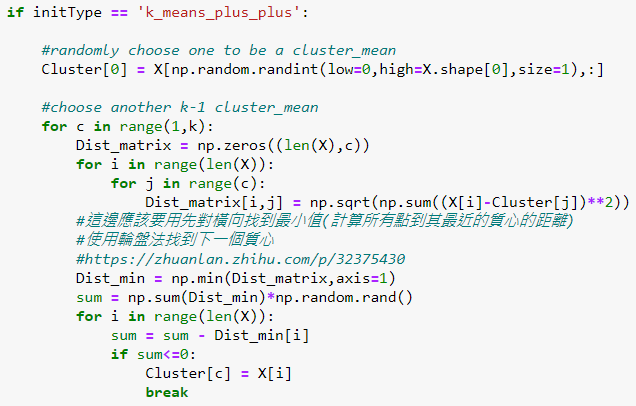 if initType == 'k_means_plus_plus':
#randomly choose one to be a cluster_mean
Cluster[0] = X[np.random.randint(low=0,high=X.shape[0],size=1),:]
#choose another k-1 cluster_mean
for c in range(1,k):
Dist_matrix = np.zeros((len(X),c))
for i in range(len(X)):
for j in range(c):
Dist_matrix[i,j] = np.sqrt(np.sum((X[i]-Cluster[j])**2))
#這邊應該要用先對橫向找到最小值(計算所有點到其最近的質心的距離)
#使用輪盤法找到下一個質心
#https://zhuanlan.zhihu.com/p/32375430
Dist_min = np.min(Dist_matrix,axis=1)
sum = np.sum(Dist_min)*np.random.rand()
for i in range(len(X)):
sum = sum - Dist_min[i]
if sum<=0:
Cluster[c] = X[i]
break